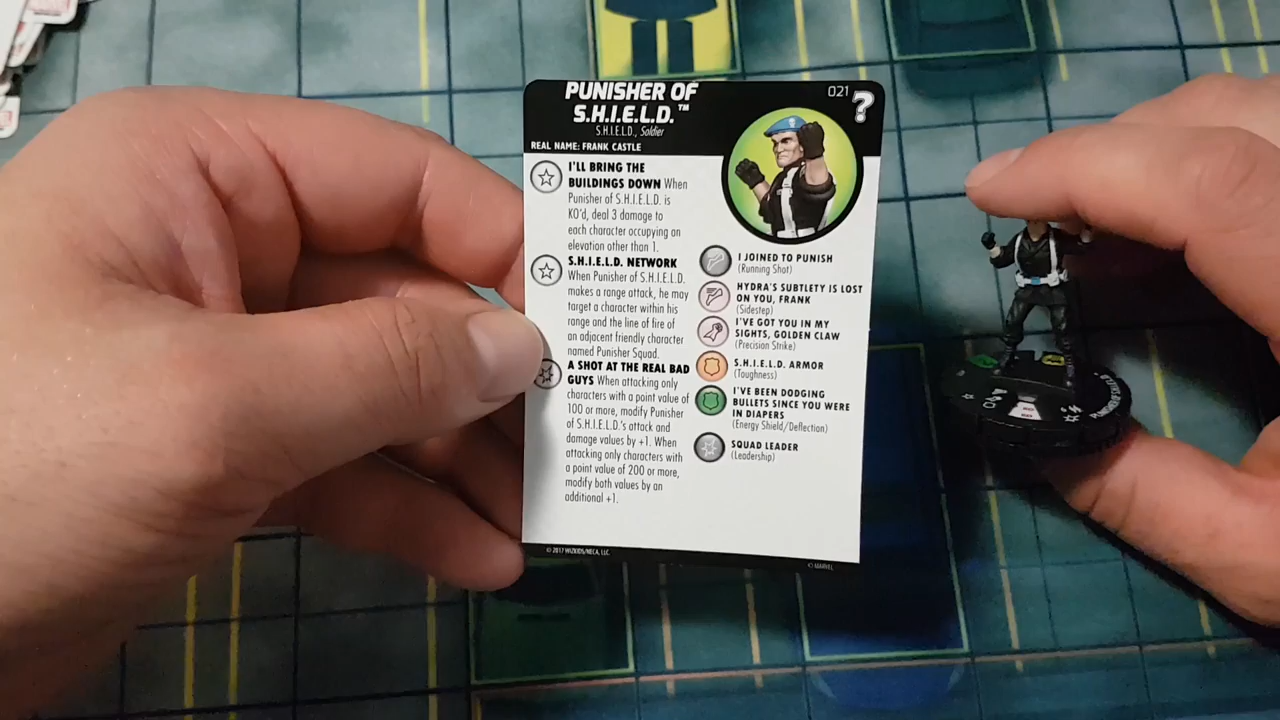 PUNISHER OF
S.H.I.E.L.D.™
S.H.I.E.L.D., Soldier
021
?
REAL NAME: FRANK CASTLE
I'LL BRING THE
BUILDINGS DOWN When
Punisher of S.H.I.E.L.D. is
KO'd, deal 3 damage to
each character occupying an
elevation other than 1.
S.H.I.E.L.D. NETWORK
When Punisher of S.H.I.E.L.D.
makes a range attack, he may
target a character within his
range and the line of fire of
an adjacent friendly character
named Punisher Squad.
A SHOT AT THE REAL BAD
GUYS When attacking only
characters with a point value of
100 or more, modify Punisher
of S.H.I.E.L.D.'s attack and
damage values by +1. When
attacking only characters with
a point value of 200 or more,
modify both values by an
additional +1.
I JOINED TO PUNISH
(Running Shot)
HYDRA'S SUBTLETY IS LOST
ON YOU, FRANK
(Sidestep)
I'VE GOT YOU IN MY
SIGHTS, GOLDEN CLAW
(Precision Strike)
S.H.I.E.L.D. ARMOR
(Toughness)
I'VE BEEN DODGING
BULLETS SINCE YOU WERE
IN DIAPERS
(Energy Shield/Deflection)
SQUAD LEADER
(Leadership)
© 2017 WIZKIDS/NECA, LLC
© MARVEL
PUNISHER OF S.H.I.E.L.D.